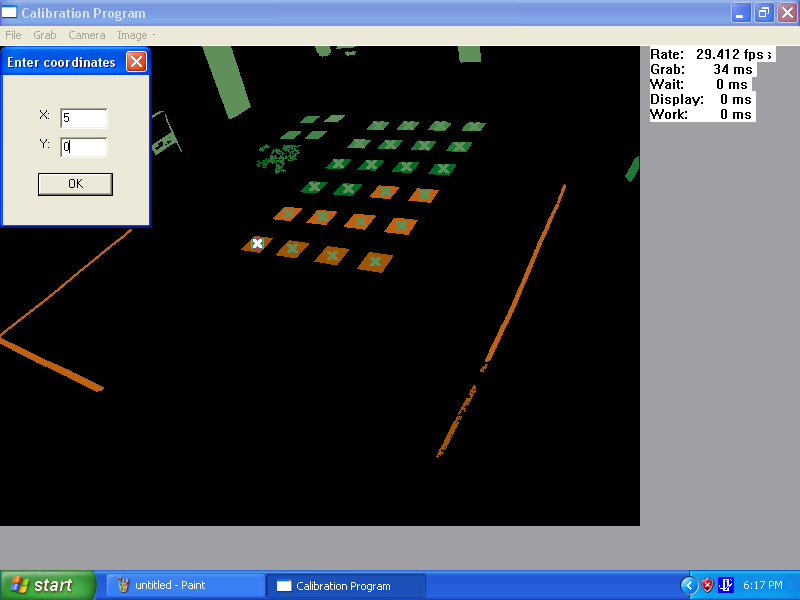 Calibration Program
File Grab Camera Image
Enter coordinates
X: 5
Y: 0
OK
Rate: 29.412 fps s
Grab: 34 ms
Wait: 0 ms
Display: 0 ms
Work: 0 ms
start
untitled - Paint
Calibration Program
6:17 PM